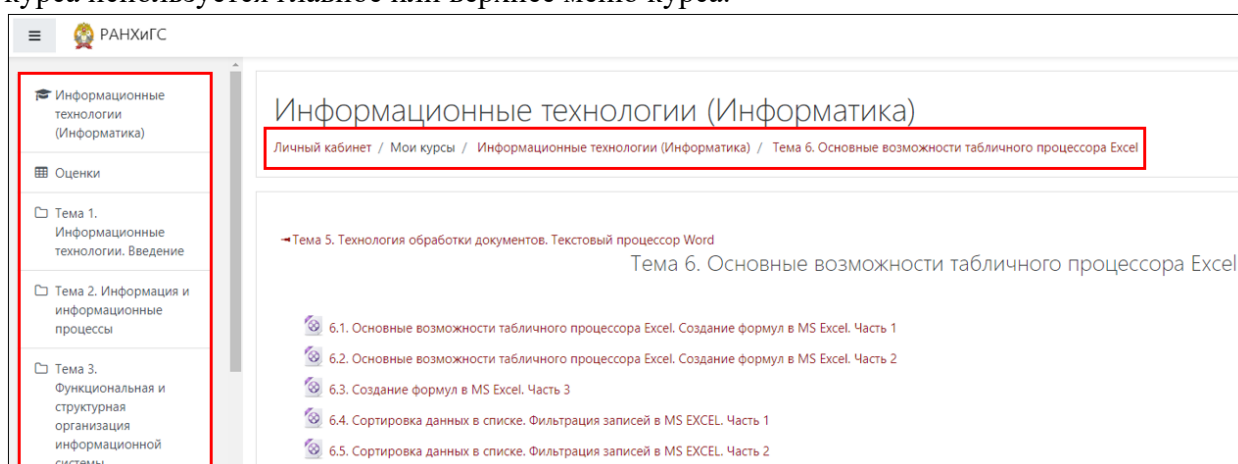 курса используется главное или верхнее меню курса.
РАНХиГС
Информационные
технологии
(Информатика)
Оценки
Тема 1.
Информационные
технологии. Введение
Тема 2. Информация и
информационные
процессы
Тема 3.
Функциональная и
структурная
организация
информационной
системы
Информационные технологии (Информатика)
Личный кабинет / Мои курсы / Информационные технологии (Информатика) / Тема 6. Основные возможности табличного процессора Excel
Тема 5. Технология обработки документов. Текстовый процессор Word
Тема 6. Основные возможности табличного процессора Excel
6.1. Основные возможности табличного процессора Excel. Создание формул в MS Excel. Часть 1
6.2. Основные возможности табличного процессора Excel. Создание формул в MS Excel. Часть 2
6.3. Создание формул в MS Excel. Часть 3
6.4. Сортировка данных в списке. Фильтрация записей в MS EXCEL. Часть 1
6.5. Сортировка данных в списке. Фильтрация записей в MS EXCEL. Часть 2